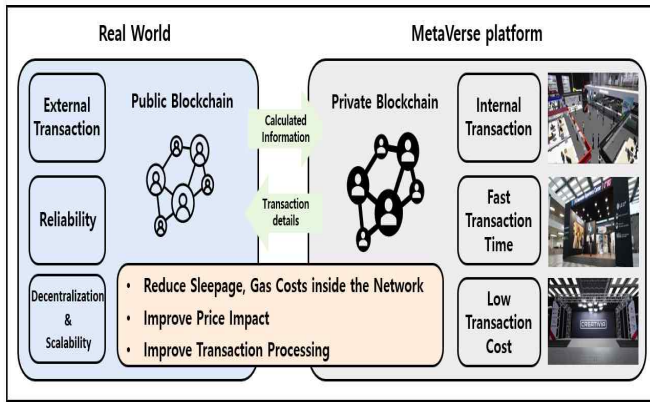 Real World
MetaVerse platform
External
Transaction
Public Blockchain
Reliability
Decentralization
&
Scalability
Calculated
Information
Transaction
details
Private Blockchain
Internal
Transaction
Fast
Transaction
Time
Low
Transaction
Cost
• Reduce Sleepage, Gas Costs inside the Network
• Improve Price Impact
• Improve Transaction Processing